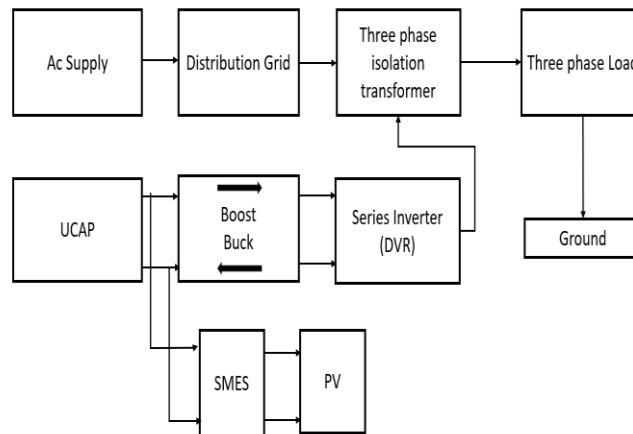 Ac Supply
Distribution Grid
Three phase
isolation
transformer
Three phase Load
UCAP
Boost
Buck
Series Inverter
(DVR)
Ground
SMES
PV